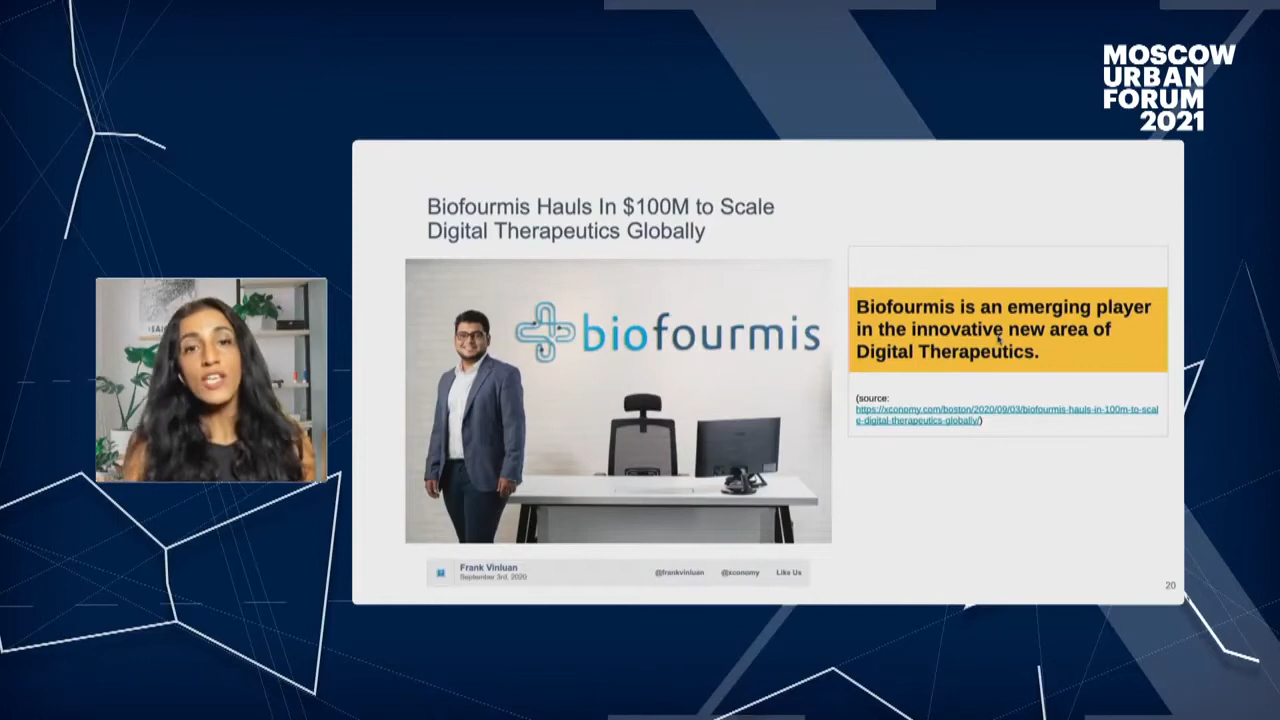 MOSCOW
URBAN
FORUM
2021
Biofourmis Hauls In $100M to Scale
Digital Therapeutics Globally
biofourmis
Biofourmis is an emerging player
in the innovative new area of
Digital Therapeutics.
(source:
https://xconomy.com/boston/2020/09/03/biofourmis-hauls-in-100m-to-scal
e-digital-therapeutics-globally/)
Frank Vinluan
September 3rd, 2020
@frankvinluan @xconomy Like Us
20